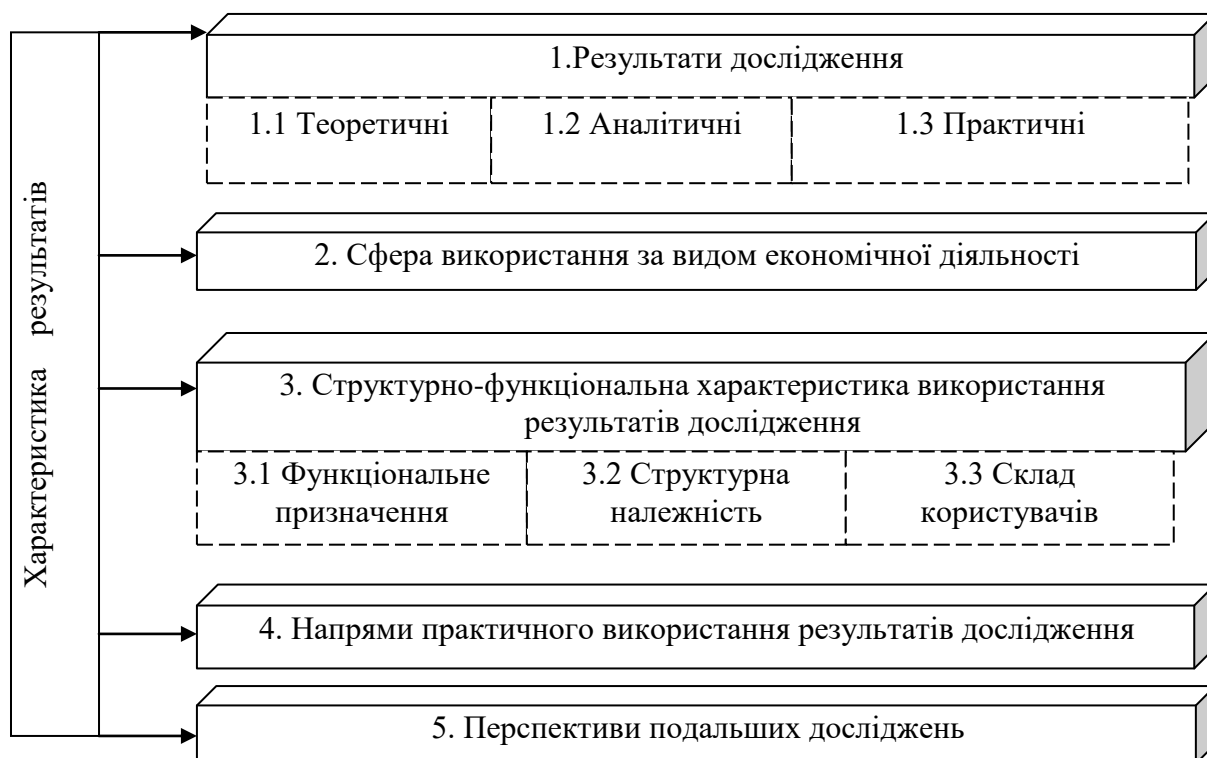 Характеристика результатів
1.Результати дослідження
1.1 Теоретичні
1.2 Аналітичні
1.3 Практичні
2. Сфера використання за видом економічної діяльності
3. Структурно-функціональна характеристика використання
результатів дослідження
3.1 Функціональне
призначення
3.2 Структурна
належність
3.3 Склад
користувачів
4. Напрями практичного використання результатів дослідження
5. Перспективи подальших досліджень